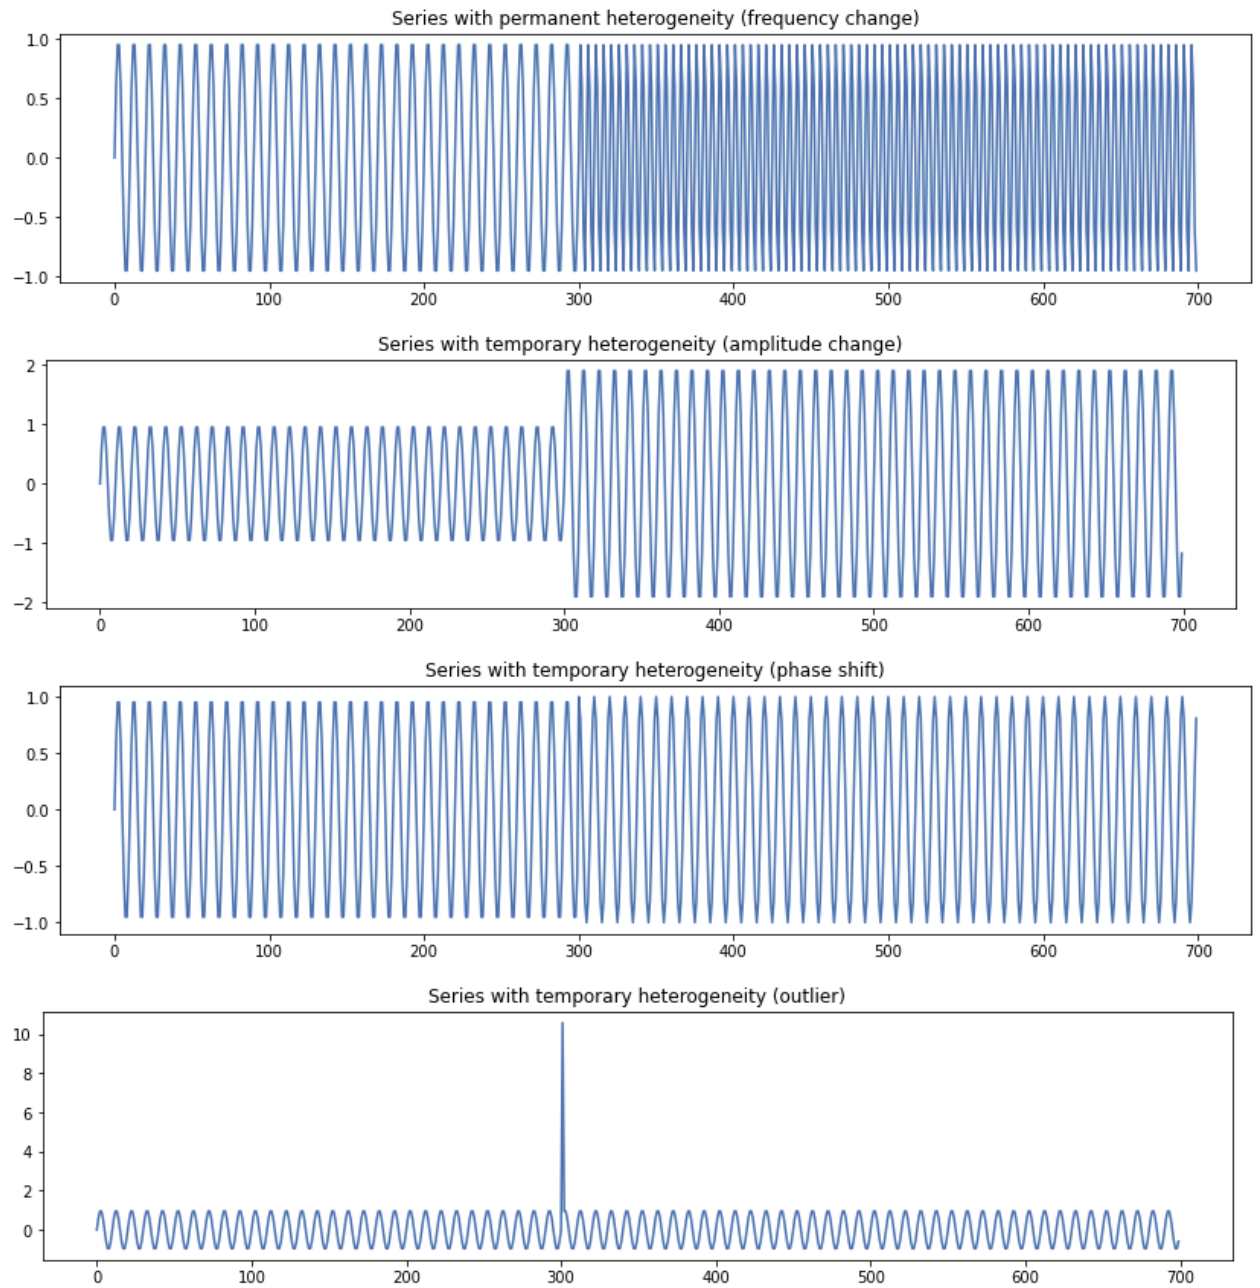 Series with permanent heterogeneity (frequency change)
1.0
0.5
0.0
−0.5
−1.0
0 100 200 300 400 500 600 700
Series with temporary heterogeneity (amplitude change)
2
1
0
−1
−2
0 100 200 300 400 500 600 700
Series with temporary heterogeneity (phase shift)
1.0
0.5
0.0
−0.5
−1.0
0 100 200 300 400 500 600 700
Series with temporary heterogeneity (outlier)
10
8
6
4
2
0
0 100 200 300 400 500 600 700